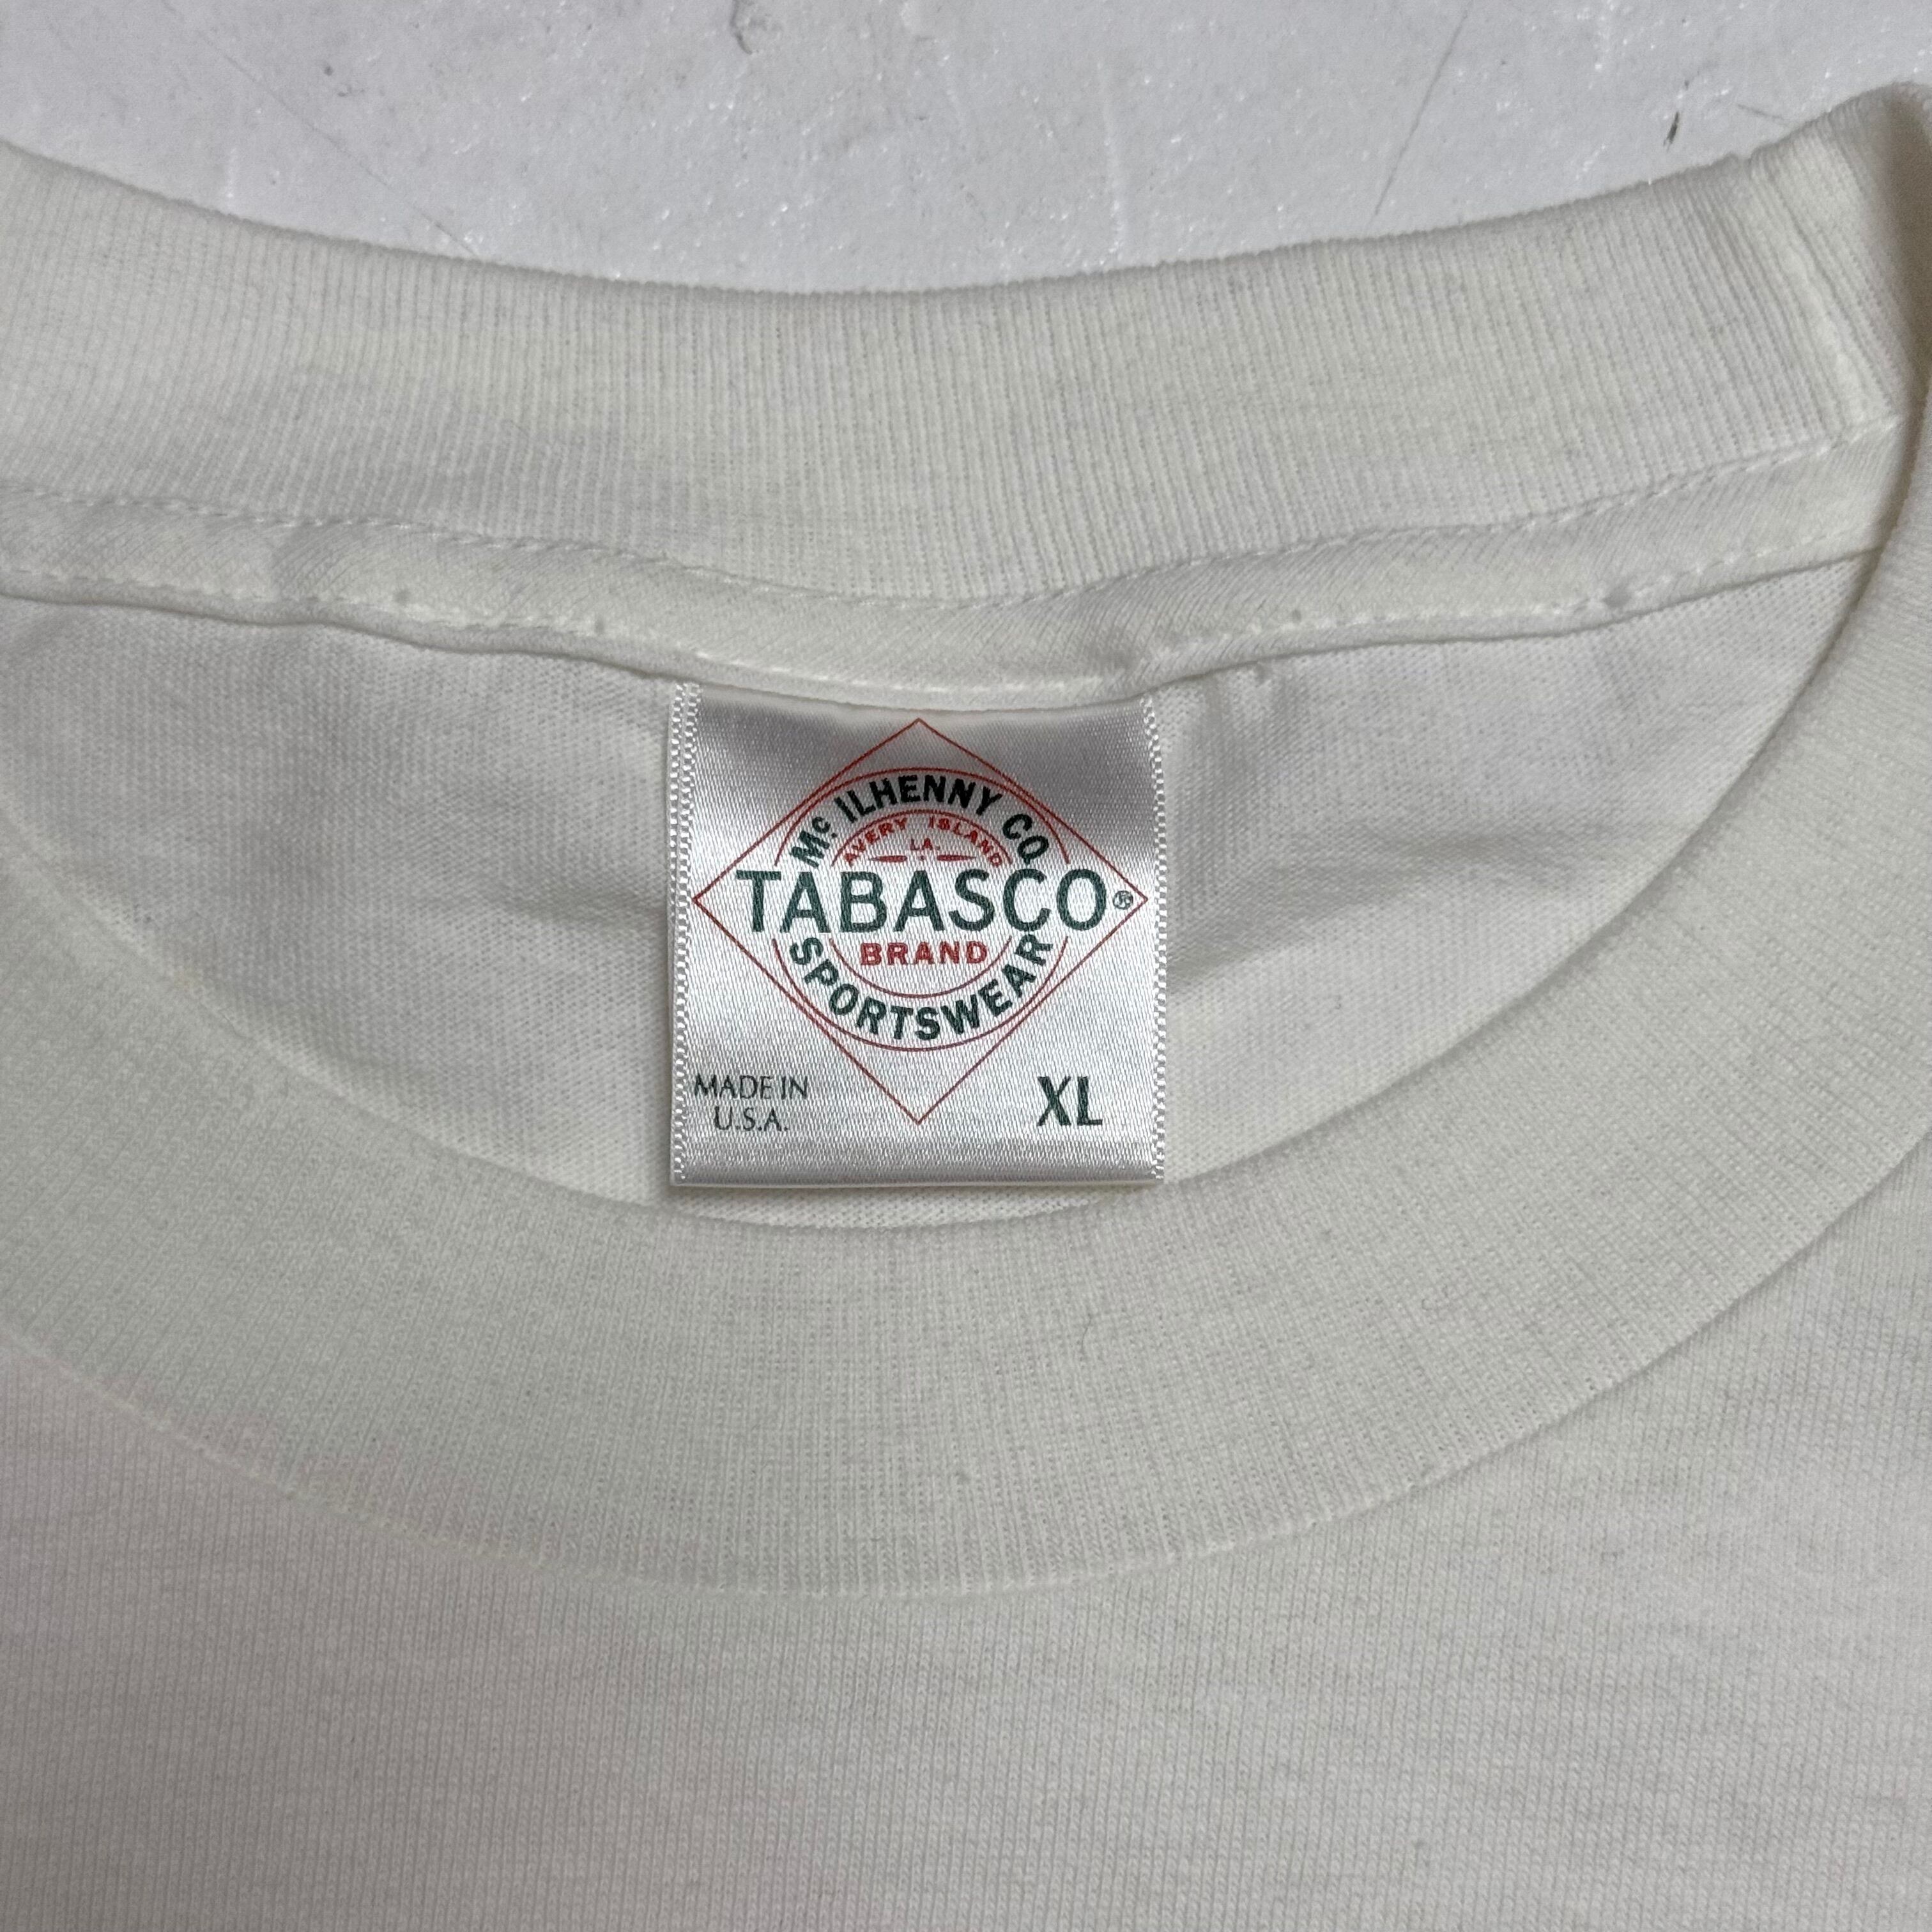 Mc ILHENNY CO.
AVERY ISLAND
LA.
TABASCO®
BRAND
SPORTSWEAR
MADE IN
U.S.A.
XL